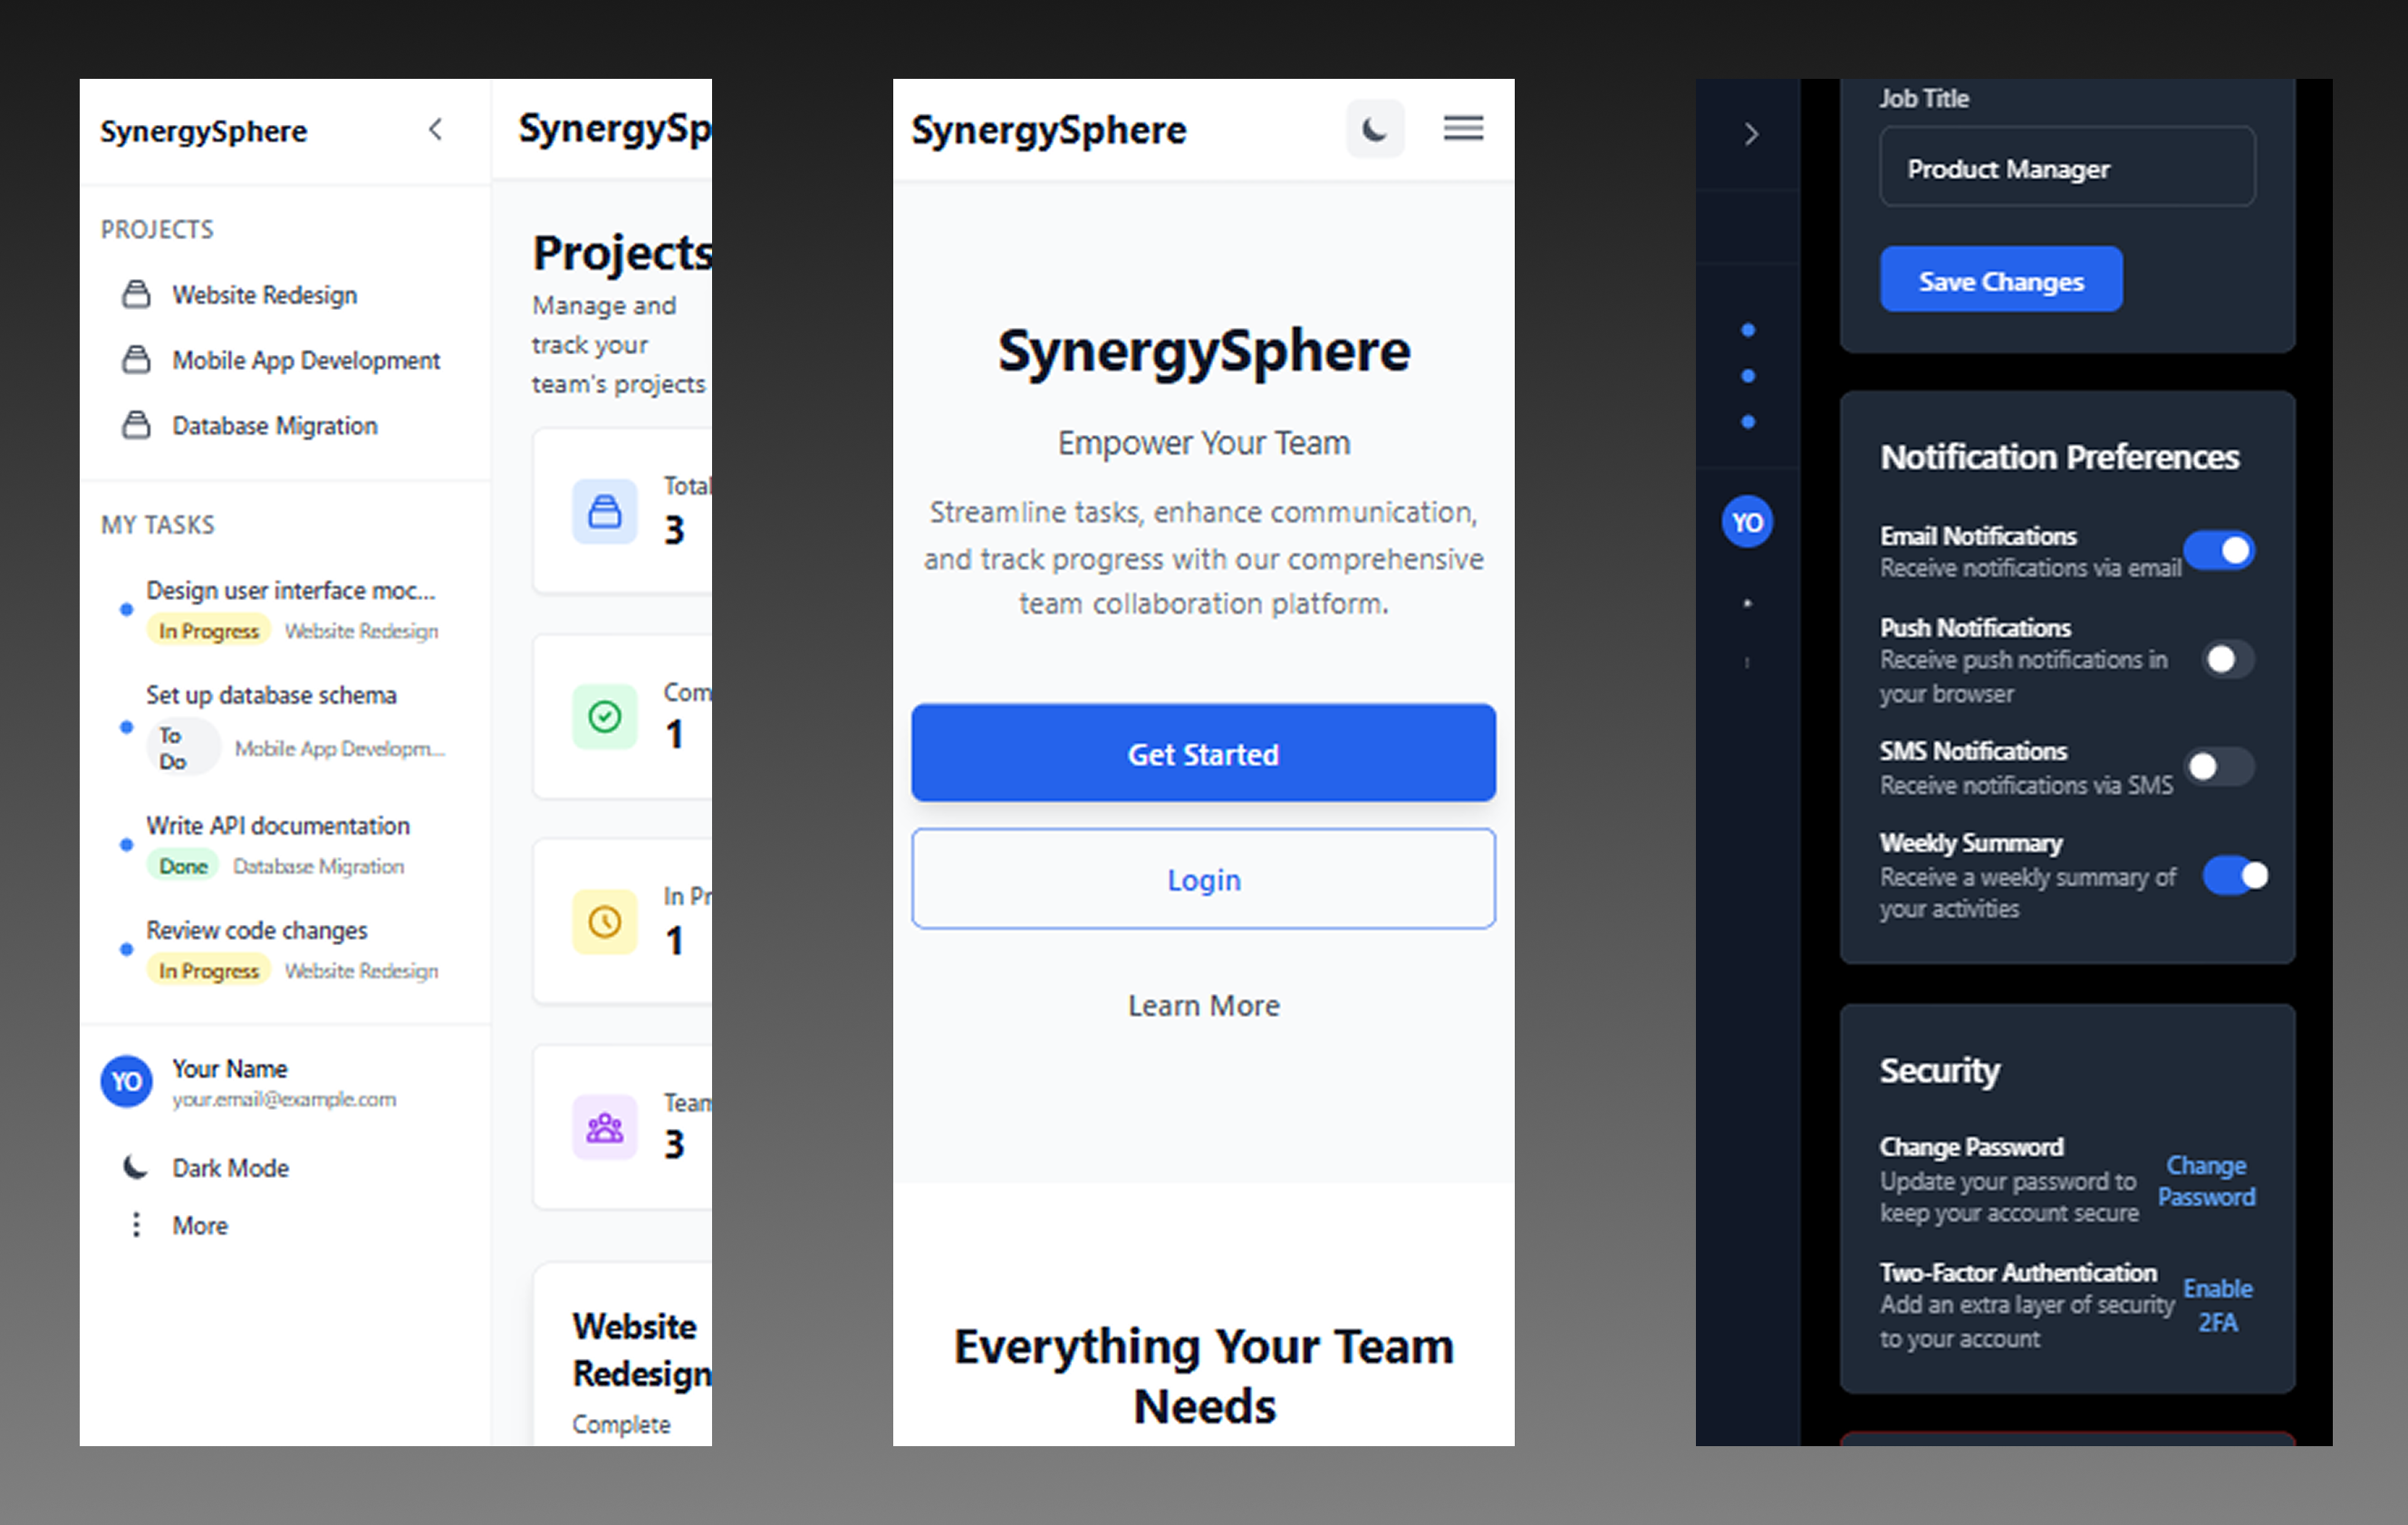 SynergySphere
PROJECTS
Website Redesign
Mobile App Development
Database Migration
MY TASKS
Design user interface moc...
In Progress Website Redesign
Set up database schema
To
Do
Mobile App Developm...
Write API documentation
Done Database Migration
Review code changes
In Progress Website Redesign
YO
Your Name
your.email@example.com
Dark Mode
More
SynergySp
Projects
Manage and
track your
team's projects
Total
3
Com
1
In Pr
1
Team
3
Website
Redesign
Complete
SynergySphere
SynergySphere
Empower Your Team
Streamline tasks, enhance communication,
and track progress with our comprehensive
team collaboration platform.
Get Started
Login
Learn More
Everything Your Team
Needs
YO
Job Title
Product Manager
Save Changes
Notification Preferences
Email Notifications
Receive notifications via email
Push Notifications
Receive push notifications in
your browser
SMS Notifications
Receive notifications via SMS
Weekly Summary
Receive a weekly summary of
your activities
Security
Change Password
Update your password to
keep your account secure
Change
Password
Two-Factor Authentication
Add an extra layer of security
to your account
Enable
2FA